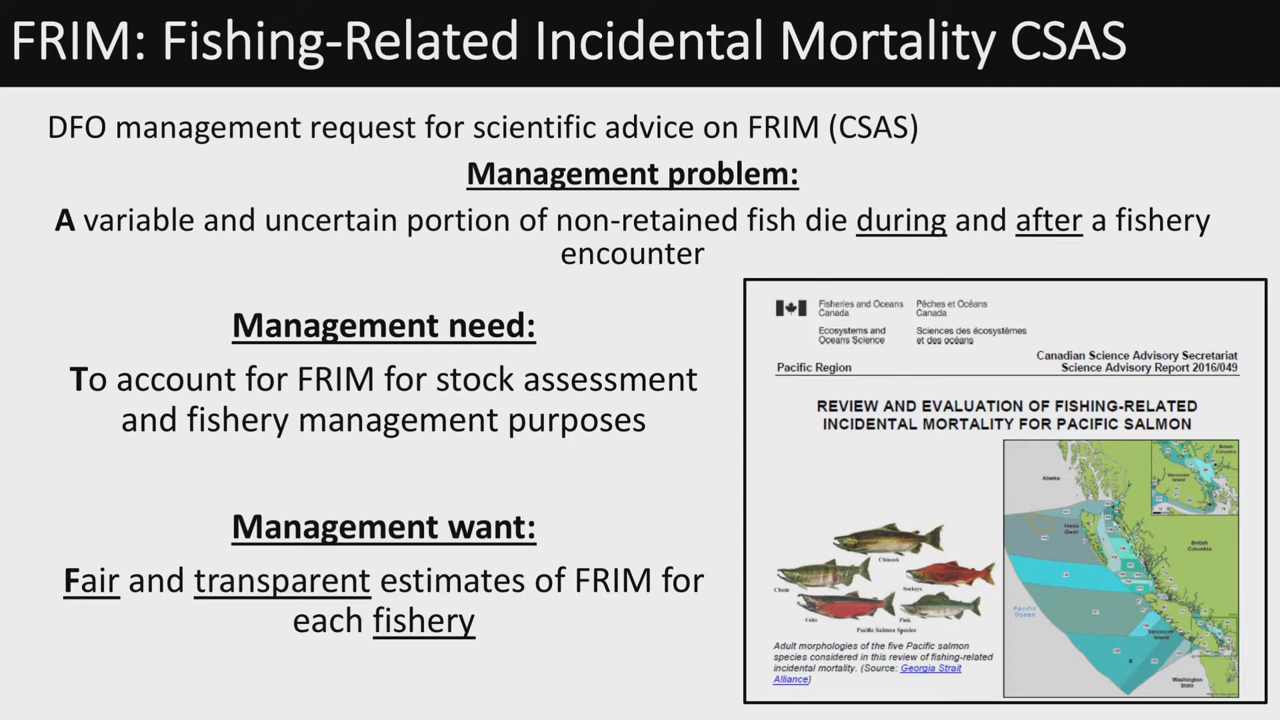 FRIM: Fishing-Related Incidental Mortality CSAS
DFO management request for scientific advice on FRIM (CSAS)
Management problem:
A variable and uncertain portion of non-retained fish die during and after a fishery
encounter
Management need:
To account for FRIM for stock assessment
and fishery management purposes
Management want:
Fair and transparent estimates of FRIM for
each fishery
Fisheries and Oceans Canada
Pêches et Océans Canada
Ecosystems and Oceans Science
Sciences des écosystèmes et des océans
Pacific Region
Canadian Science Advisory Secretariat
Science Advisory Report 2016/049
REVIEW AND EVALUATION OF FISHING-RELATED
INCIDENTAL MORTALITY FOR PACIFIC SALMON
Chinook
Chum
Sockeye
Coho
Pink
Pacific Salmon Species
Adult morphologies of the five Pacific salmon
species considered in this review of fishing-related
incidental mortality. (Source: Georgia Strait
Alliance)
Alaska
Haida Gwaii
British Columbia
Pacific Ocean
Vancouver Island
Washington State
British Columbia
Vancouver Island